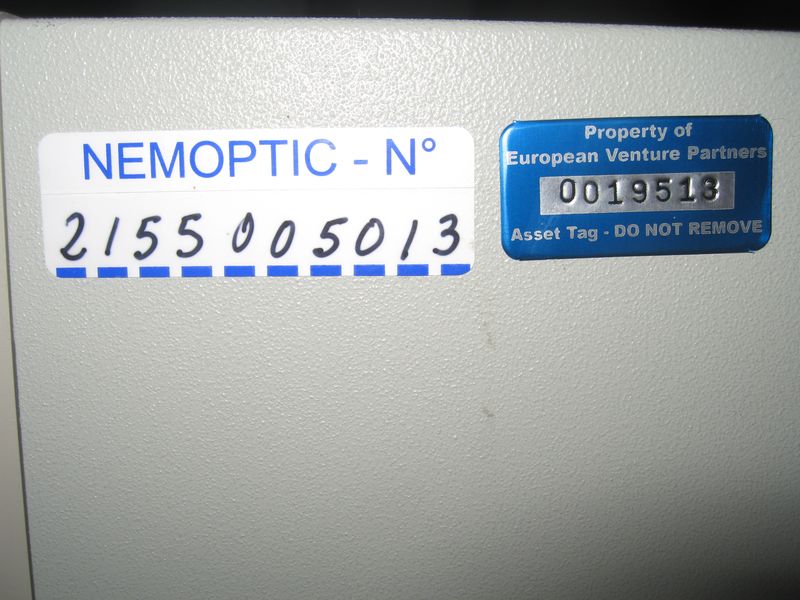 NEMOPTIC - N°
2155005013
Property of
European Venture Partners
0019513
Asset Tag - DO NOT REMOVE